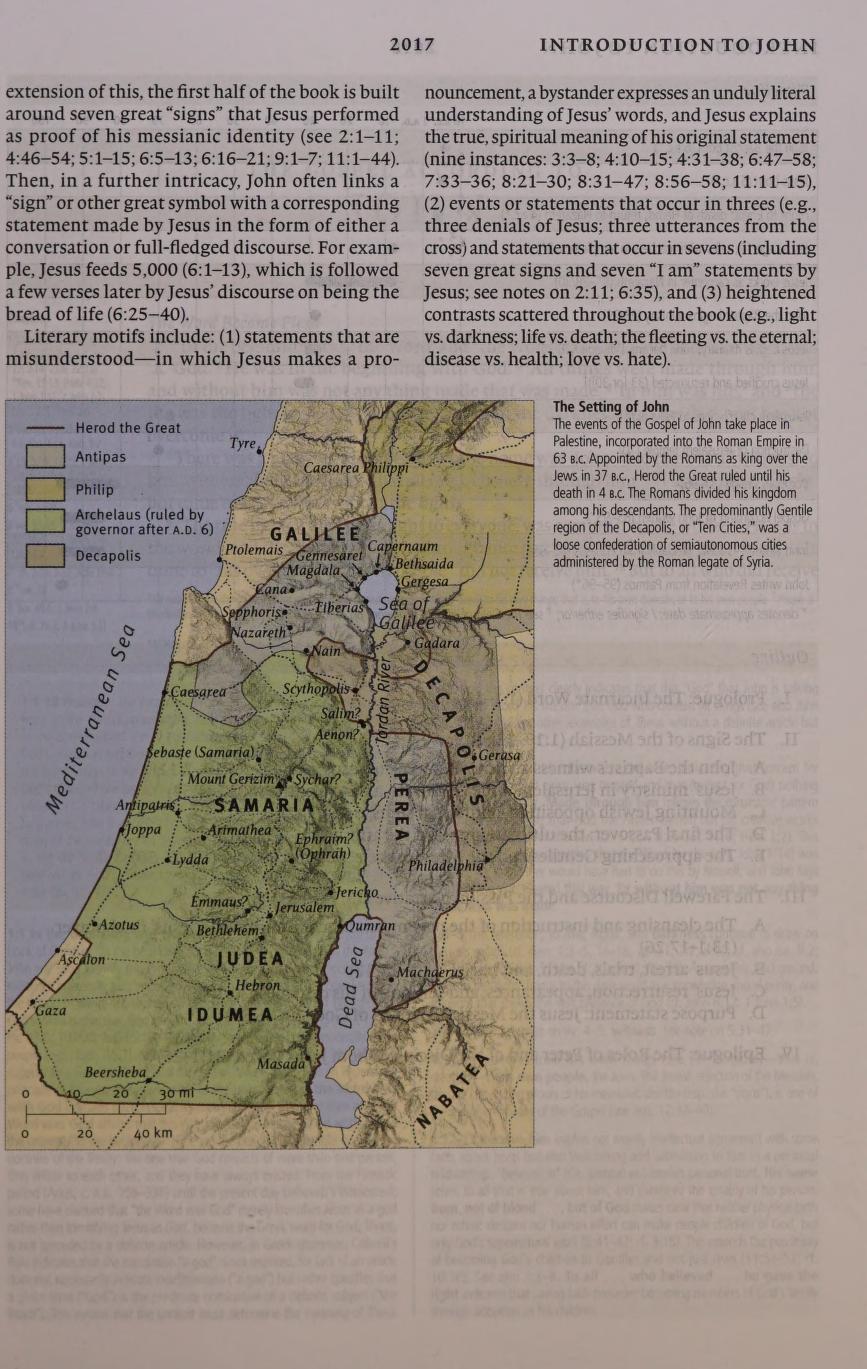 2017 INTRODUCTION TO JOHN
extension of this, the first half of the book is built
around seven great “signs” that Jesus performed
as proof of his messianic identity (see 2:1–11;
4:46–54; 5:1–15; 6:5–13; 6:16–21; 9:1–7; 11:1–44).
Then, in a further intricacy, John often links a
“sign” or other great symbol with a corresponding
statement made by Jesus in the form of either a
conversation or full-fledged discourse. For exam-
ple, Jesus feeds 5,000 (6:1–13), which is followed
a few verses later by Jesus’ discourse on being the
bread of life (6:25–40).
Literary motifs include: (1) statements that are
misunderstood—in which Jesus makes a pro-
nouncement, a bystander expresses an unduly literal
understanding of Jesus’ words, and Jesus explains
the true, spiritual meaning of his original statement
(nine instances: 3:3–8; 4:10–15; 4:31–38; 6:47–58;
7:33–36; 8:21–30; 8:31–47; 8:56–58; 11:11–15),
(2) events or statements that occur in threes (e.g.,
three denials of Jesus; three utterances from the
cross) and statements that occur in sevens (including
seven great signs and seven “I am” statements by
Jesus; see notes on 2:11; 6:35), and (3) heightened
contrasts scattered throughout the book (e.g., light
vs. darkness; life vs. death; the fleeting vs. the eternal;
disease vs. health; love vs. hate).
Herod the Great
Antipas
Philip
Archelaus (ruled by
governor after A.D. 6)
Decapolis
Tyre
Caesarea Philippi
GALILEE
Ptolemais
Gennesaret
Capernaum
Magdala
Bethsaida
Cana
Gergesa
Sepphoris
Tiberias
Sea of
Galilee
Nazareth
Nain
Gadara
Mediterranean Sea
Caesarea
Scythopolis
Jordan River
DECAPOLIS
Salim?
Aenon?
Sebaste (Samaria)
Gerasa
Mount Gerizim
Sychar?
Antipatris
SAMARIA
PEREA
Joppa
Arimathea
Ephraim?
(Ophrah)
Lydda
Philadelphia
Jericho
Emmaus?
Jerusalem
Azotus
Bethlehem
Qumran
Ascalon
JUDEA
Dead Sea
Machaerus
Hebron
Gaza
IDUMEA
Masada
Beersheba
NABATEA
0 10 20 30 mi
0 20 40 km
The Setting of John
The events of the Gospel of John take place in
Palestine, incorporated into the Roman Empire in
63 B.C. Appointed by the Romans as king over the
Jews in 37 B.C., Herod the Great ruled until his
death in 4 B.C. The Romans divided his kingdom
among his descendants. The predominantly Gentile
region of the Decapolis, or “Ten Cities,” was a
loose confederation of semiautonomous cities
administered by the Roman legate of Syria.